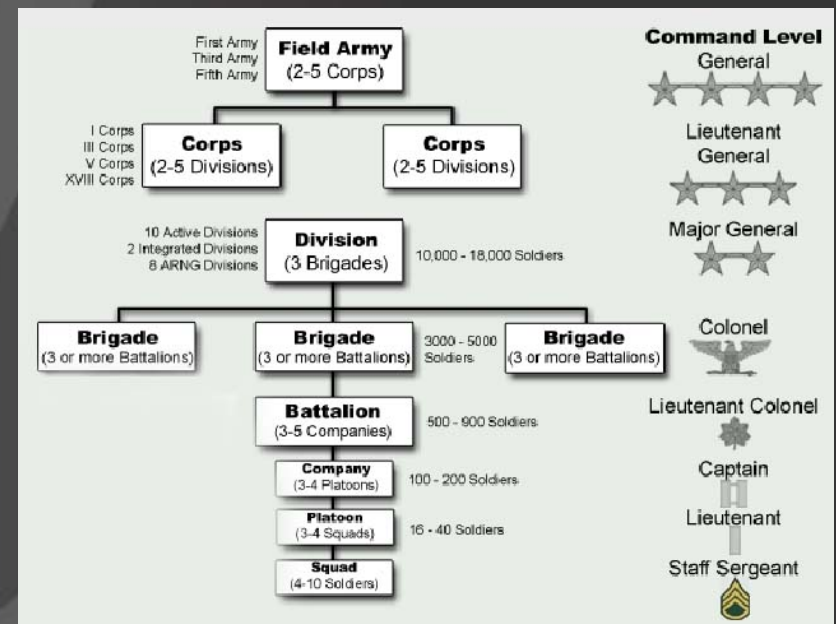 First Army
Third Army
Fifth Army
Field Army
(2-5 Corps)
I Corps
III Corps
V Corps
XVIII Corps
Corps
(2-5 Divisions)
Corps
(2-5 Divisions)
10 Active Divisions
2 Integrated Divisions
8 ARNG Divisions
Division
(3 Brigades)
10,000 - 18,000 Soldiers
Brigade
(3 or more Battalions)
Brigade
(3 or more Battalions)
3000 - 5000
Soldiers
Brigade
(3 or more Battalions)
Battalion
(3-5 Companies)
500 - 900 Soldiers
Company
(3-4 Platoons)
100 - 200 Soldiers
Platoon
(3-4 Squads)
16 - 40 Soldiers
Squad
(4-10 Soldiers)
Command Level
General
Lieutenant
General
Major General
Colonel
Lieutenant Colonel
Captain
Lieutenant
Staff Sergeant